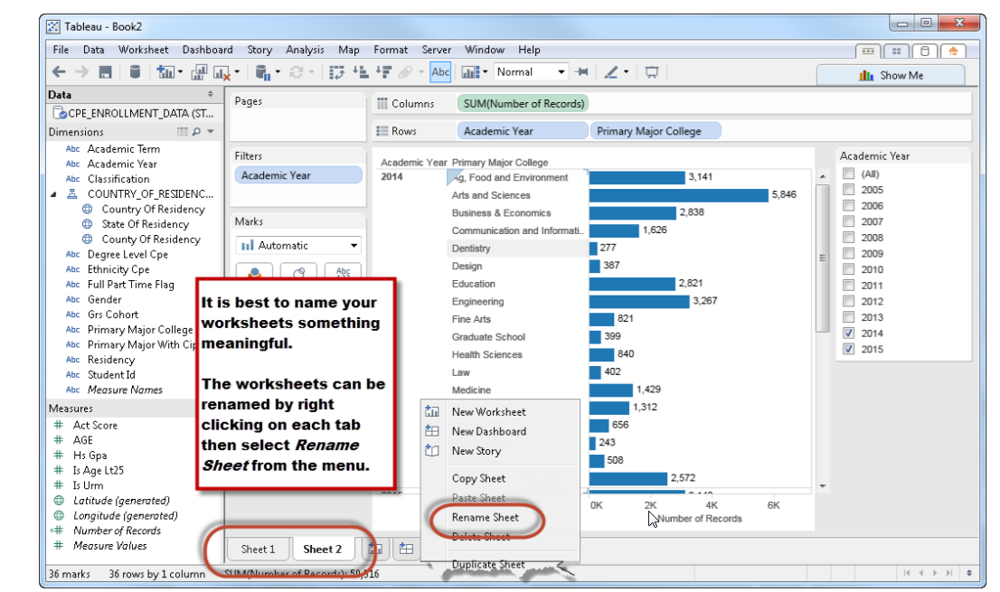 Tableau - Book2
File Data Worksheet Dashboard Story Analysis Map Format Server Window Help
Abc Normal Show Me
Data
CPE_ENROLLMENT_DATA (ST...
Dimensions
Abc Academic Term
Abc Academic Year
Abc Classification
COUNTRY_OF_RESIDENC...
Country Of Residency
State Of Residency
County Of Residency
Abc Degree Level Cpe
Abc Ethnicity Cpe
Abc Full Part Time Flag
Abc Gender
Abc Grs Cohort
Abc Primary Major College
Abc Primary Major With Cip
Abc Residency
Abc Student Id
Abc Measure Names
Measures
# Act Score
# AGE
# Hs Gpa
# Is Age Lt25
# Is Urm
Latitude (generated)
Longitude (generated)
# Number of Records
# Measure Values
Pages
Filters
Academic Year
Marks
Automatic
Abc
Columns SUM(Number of Records)
Rows Academic Year Primary Major College
Academic Year Primary Major College
2014 Ag, Food and Environment 3,141
Arts and Sciences 5,846
Business & Economics 2,838
Communication and Informati.. 1,626
Dentistry 277
Design 387
Education 2,821
Engineering 3,267
Fine Arts 821
Graduate School 399
Health Sciences 840
Law 402
Medicine 1,429
1,312
656
243
508
2,572
0K 2K 4K 6K
Number of Records
Academic Year
(All)
2005
2006
2007
2008
2009
2010
2011
2012
2013
2014
2015
It is best to name your
worksheets something
meaningful.
The worksheets can be
renamed by right
clicking on each tab
then select Rename
Sheet from the menu.
New Worksheet
New Dashboard
New Story
Copy Sheet
Paste Sheet
Rename Sheet
Delete Sheet
Duplicate Sheet
Sheet 1 Sheet 2
36 marks 36 rows by 1 column SUM(Number of Records):